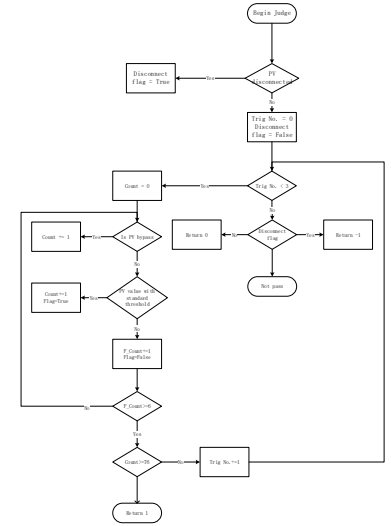 Begin Judge
PV
disconnected
Yes
Disconnect
flag = True
No
Trig No. = 0
Disconnect
flag = False
Trig No. < 2
Yes
Count = 0
No
Disconnect
flag
No
Return 0
Yes
Return -1
Not pass
Is PV bypass
Yes
Count += 1
No
PV value with
standard
threshold
Yes
Count+=1
Flag=True
No
F_Count+=1
Flag=False
F_Count>=6
No
Yes
Count>=76
No
Trig No.+=1
Return 1